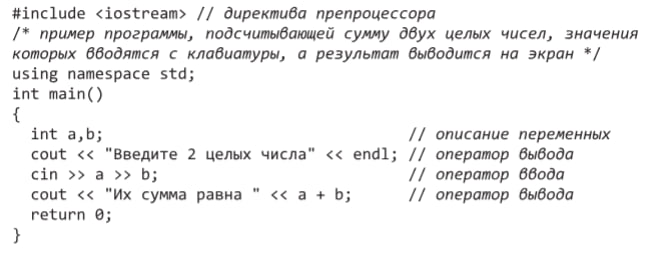 #include <iostream> // директива препроцессора
/* пример программы, подсчитывающей сумму двух целых чисел, значения
которых вводятся с клавиатуры, а результат выводится на экран */
using namespace std;
int main()
{
  int a,b;                                // описание переменных
  cout << "Введите 2 целых числа" << endl; // оператор вывода
  cin >> a >> b;                          // оператор ввода
  cout << "Их сумма равна " << a + b;      // оператор вывода
  return 0;
}